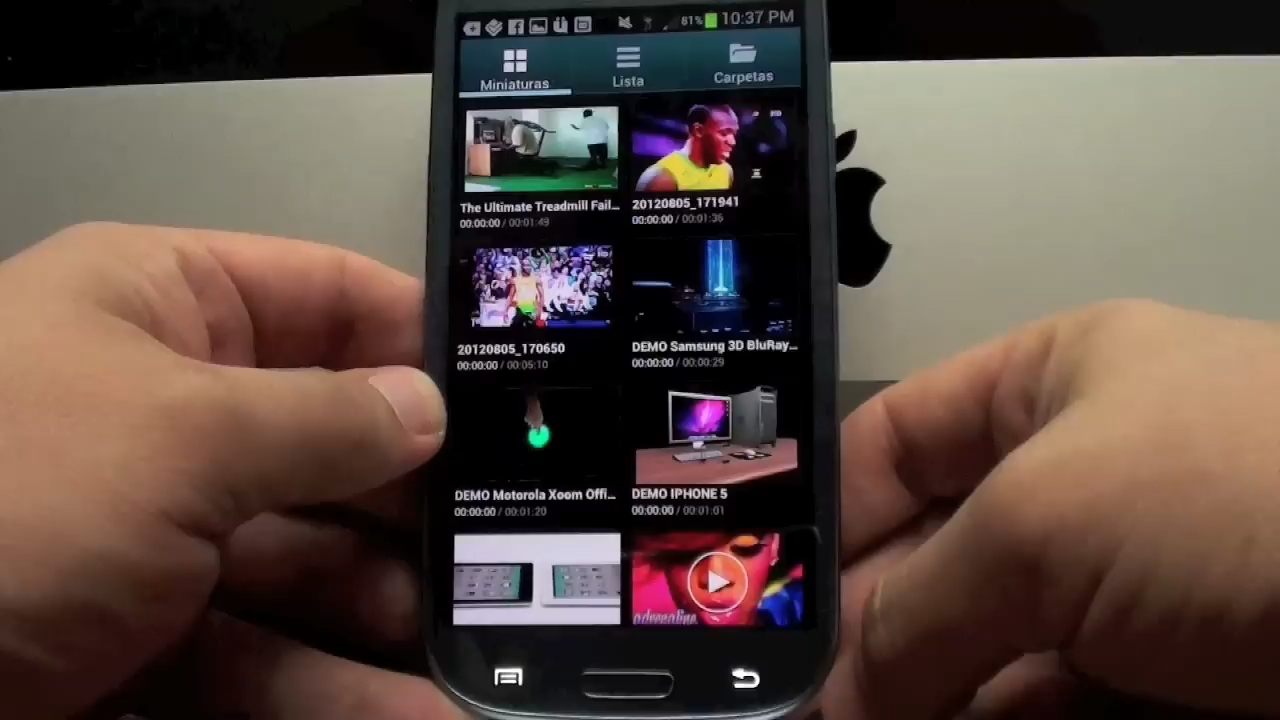 81% 10:37 PM
Miniaturas Lista Carpetas
The Ultimate Treadmill Fail...
00:00:00 / 00:01:49
20120805_171941
00:00:00 / 00:01:36
20120805_170650
00:00:00 / 00:05:10
DEMO Samsung 3D BluRay...
00:00:00 / 00:00:29
DEMO Motorola Xoom Offi...
00:00:00 / 00:01:20
DEMO IPHONE 5
00:00:00 / 00:01:01
adrenaline